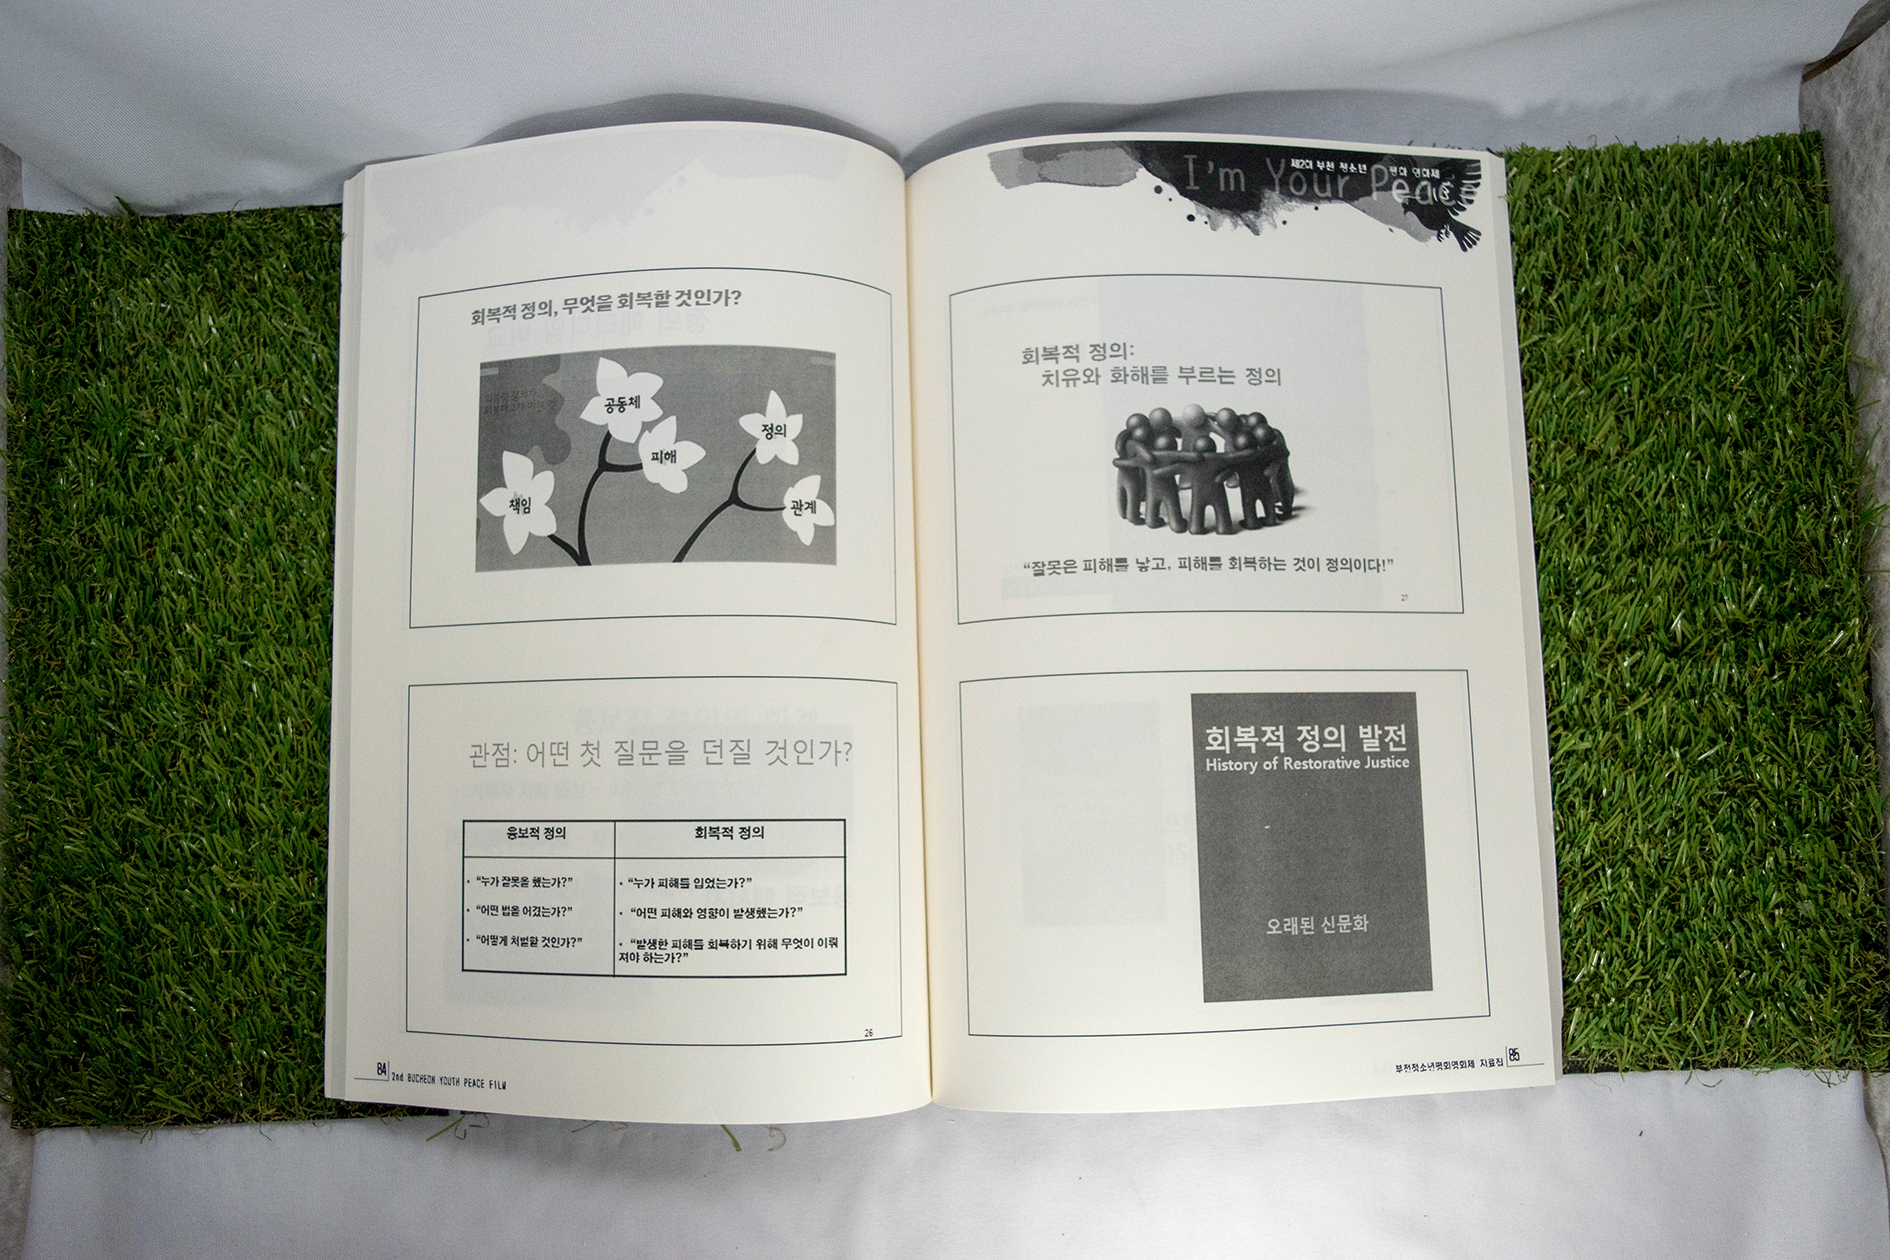 회복적 정의, 무엇을 회복할 것인가?
공동체
피해
정의
책임
관계
관점: 어떤 첫 질문을 던질 것인가?
응보적 정의
회복적 정의
• “누가 잘못을 했는가?”
• “누가 피해를 입었는가?”
• “어떤 법을 어겼는가?”
• “어떤 피해와 영향이 발생했는가?”
• “어떻게 처벌할 것인가?”
• “발생한 피해를 회복하기 위해 무엇이 이뤄
져야 하는가?”
26
84 2nd BUCHEON YOUTH PEACE FILM
제2회 부천 청소년 평화 영화제
I'm Your Peace
회복적 정의:
치유와 화해를 부르는 정의
“잘못은 피해를 낳고, 피해를 회복하는 것이 정의이다!”
27
회복적 정의 발전
History of Restorative Justice
오래된 신문화
부천청소년평화영화제 자료집 85